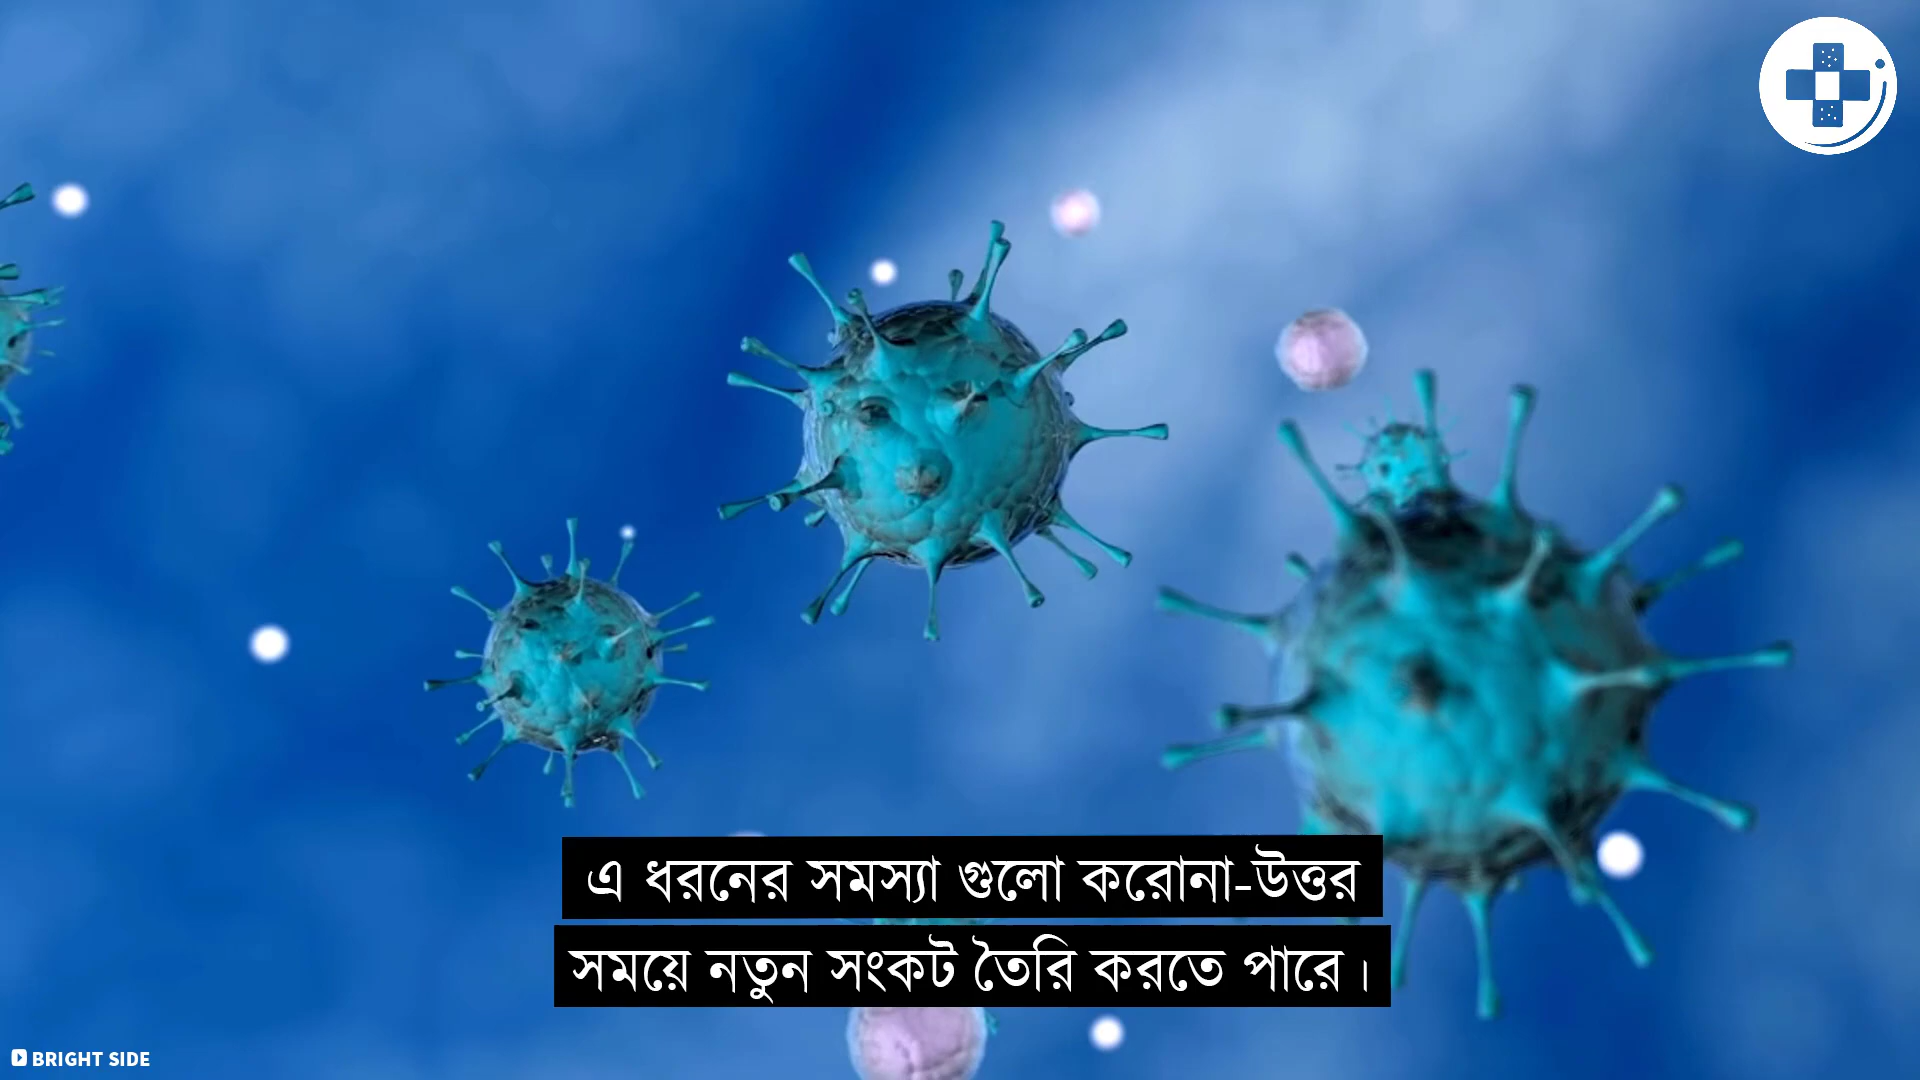 এ ধরনের সমস্যা গুলো করোনা-উত্তর
সময়ে নতুন সংকট তৈরি করতে পারে।
BRIGHT SIDE